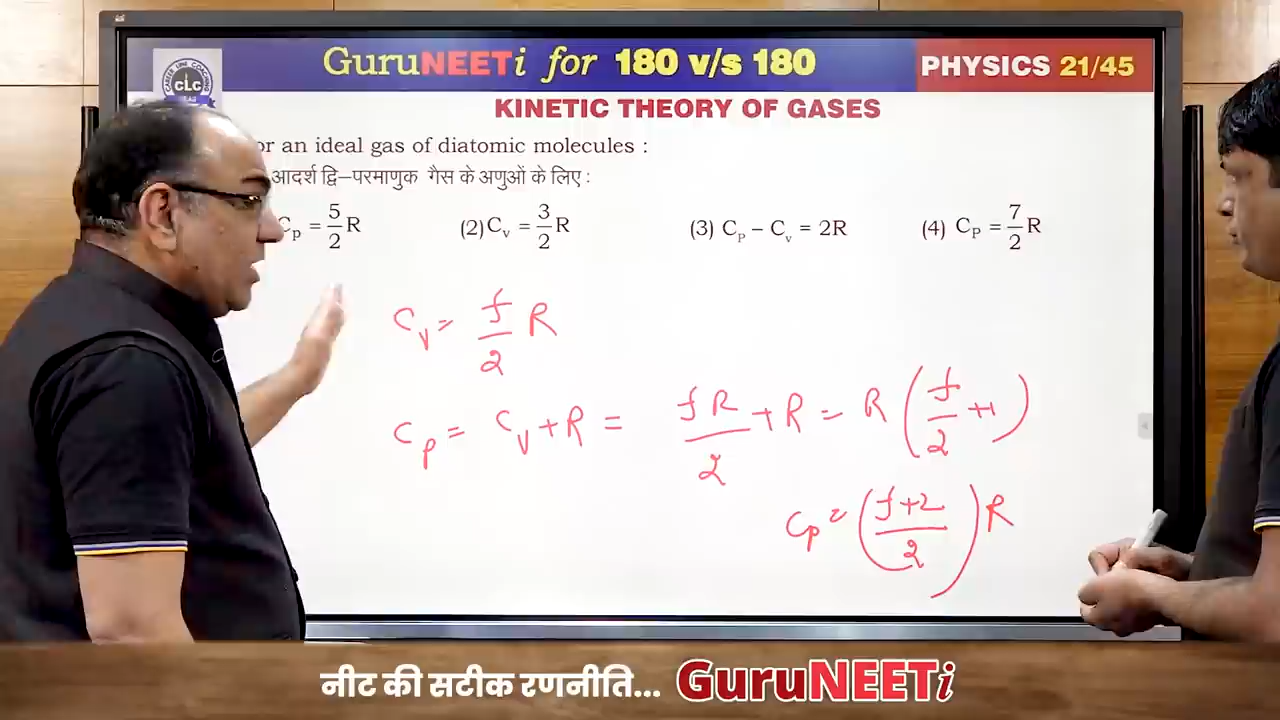 GuruNEETi for 180 v/s 180
PHYSICS 21/45
CLC
KINETIC THEORY OF GASES
or an ideal gas of diatomic molecules :
आदर्श द्वि–परमाणुक गैस के अणुओं के लिए :
Cp = 5/2 R (2) Cv = 3/2 R (3) Cp – Cv = 2R (4) CP = 7/2 R
Cv = f/2 R
Cp = Cv + R = fR/2 + R = R (f/2 + 1)
Cp = (f+2/2) R
नीट की सटीक रणनीति... GuruNEETi